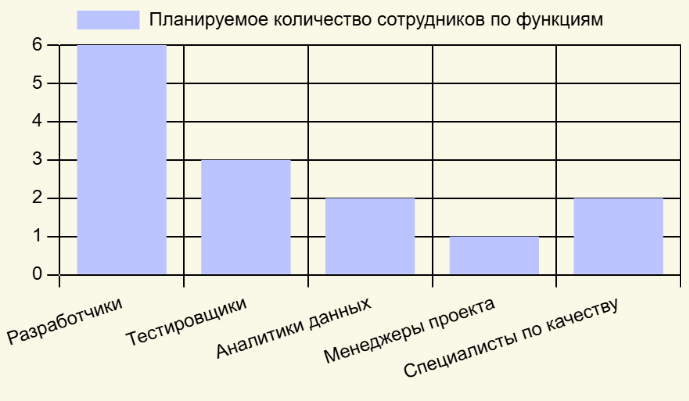 Планируемое количество сотрудников по функциям
6
5
4
3
2
1
0
Разработчики
Тестировщики
Аналитики данных
Менеджеры проекта
Специалисты по качеству